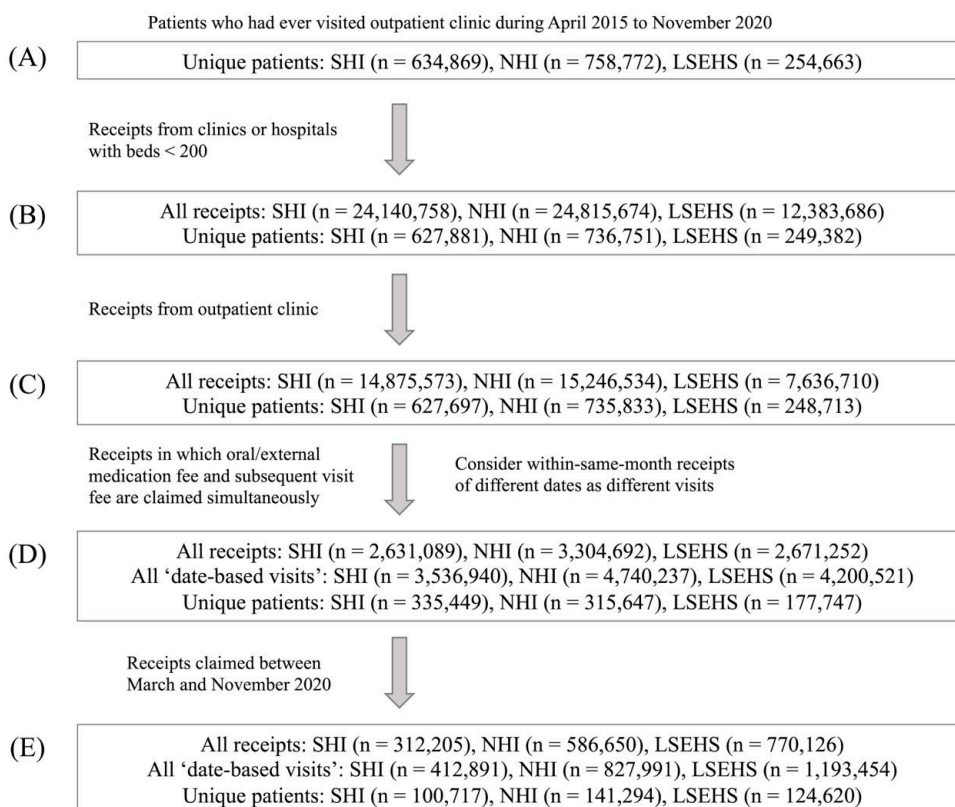 Patients who had ever visited outpatient clinic during April 2015 to November 2020
(A)
Unique patients: SHI (n = 634,869), NHI (n = 758,772), LSEHS (n = 254,663)
Receipts from clinics or hospitals
with beds < 200
(B)
All receipts: SHI (n = 24,140,758), NHI (n = 24,815,674), LSEHS (n = 12,383,686)
Unique patients: SHI (n = 627,881), NHI (n = 736,751), LSEHS (n = 249,382)
Receipts from outpatient clinic
(C)
All receipts: SHI (n = 14,875,573), NHI (n = 15,246,534), LSEHS (n = 7,636,710)
Unique patients: SHI (n = 627,697), NHI (n = 735,833), LSEHS (n = 248,713)
Receipts in which oral/external
medication fee and subsequent visit
fee are claimed simultaneously
Consider within-same-month receipts
of different dates as different visits
(D)
All receipts: SHI (n = 2,631,089), NHI (n = 3,304,692), LSEHS (n = 2,671,252)
All ‘date-based visits’: SHI (n = 3,536,940), NHI (n = 4,740,237), LSEHS (n = 4,200,521)
Unique patients: SHI (n = 335,449), NHI (n = 315,647), LSEHS (n = 177,747)
Receipts claimed between
March and November 2020
(E)
All receipts: SHI (n = 312,205), NHI (n = 586,650), LSEHS (n = 770,126)
All ‘date-based visits’: SHI (n = 412,891), NHI (n = 827,991), LSEHS (n = 1,193,454)
Unique patients: SHI (n = 100,717), NHI (n = 141,294), LSEHS (n = 124,620)